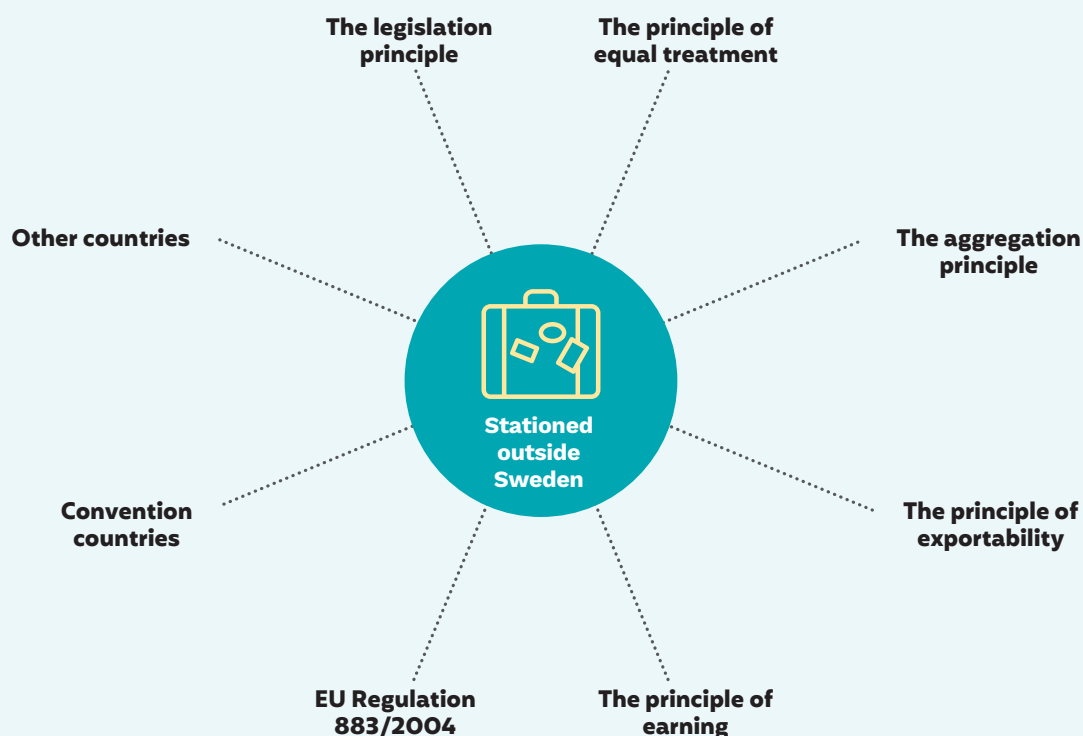 The legislation
principle
The principle of
equal treatment
Other countries
The aggregation
principle
Stationed
outside
Sweden
Convention
countries
The principle of
exportability
EU Regulation
883/2004
The principle of
earning